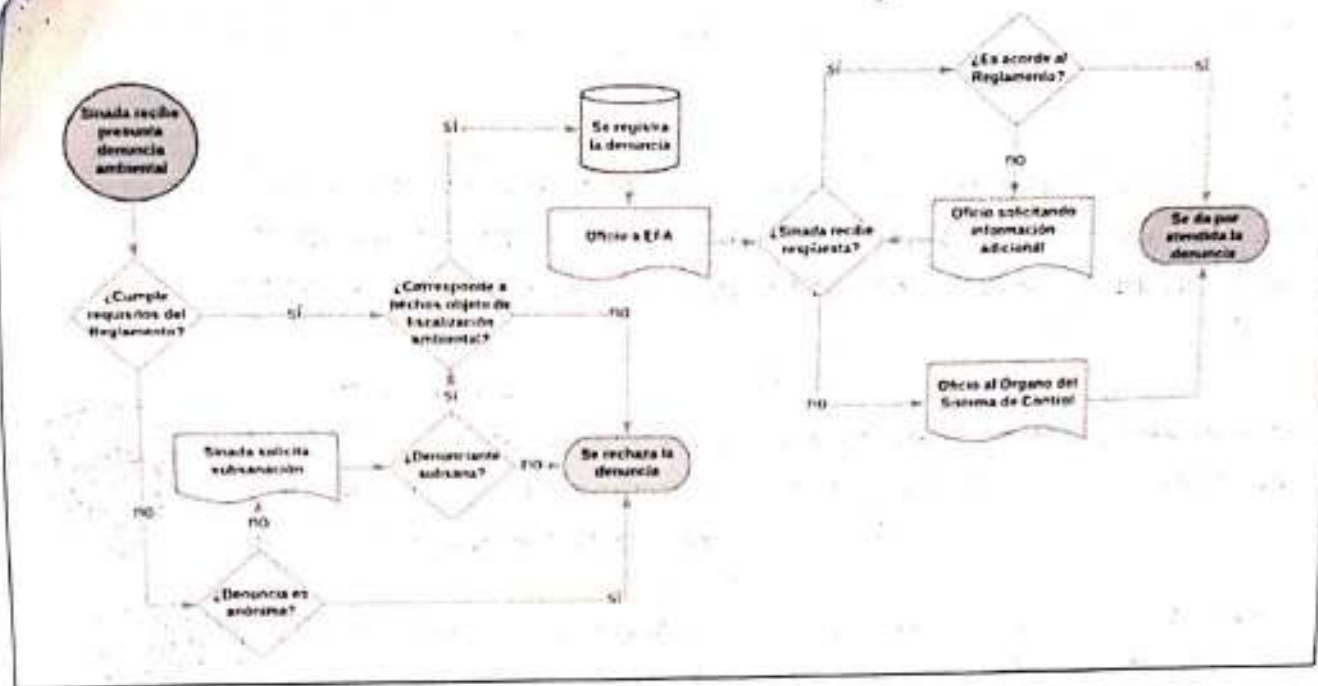 Sinada recibe
presunta
denuncia
ambiental
¿Cumple
requisitos del
Reglamento?
sí
no
¿Denuncia es
anónima?
no
sí
Sinada solicita
subsanación
¿Denunciante
subsana?
sí
no
¿Corresponde a
hechos objeto de
fiscalización
ambiental?
sí
no
Se rechaza la
denuncia
Se registra
la denuncia
Oficio a EFA
¿Sinada recibe
respuesta?
sí
no
¿Es acorde al
Reglamento?
sí
no
Oficio solicitando
información
adicional
Oficio al Órgano del
Sistema de Control
Se da por
atendida la
denuncia